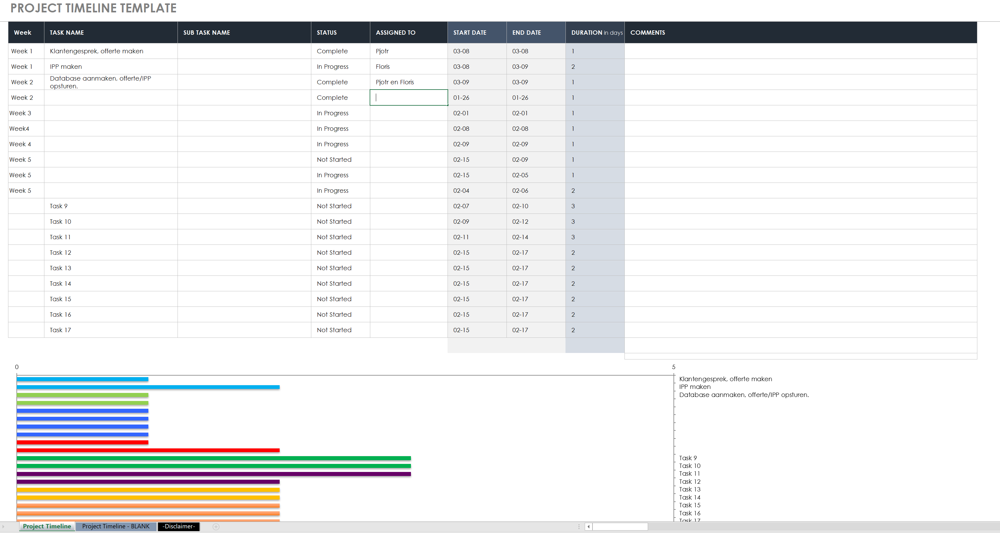 PROJECT TIMELINE TEMPLATE
Week TASK NAME SUB TASK NAME STATUS ASSIGNED TO START DATE END DATE DURATION in days COMMENTS
Week 1 Klantengesprek, offerte maken Complete Pjotr 03-08 03-08 1
Week 1 IPP maken In Progress Floris 03-08 03-09 2
Week 2 Database aanmaken, offerte/IPP
opsturen. Complete Pjotr en Floris 03-09 03-09 1
Week 2 Complete 01-26 01-26 1
Week 3 In Progress 02-01 02-01 1
Week4 In Progress 02-08 02-08 1
Week 4 In Progress 02-09 02-09 1
Week 5 Not Started 02-15 02-09 1
Week 5 In Progress 02-15 02-05 1
Week 5 In Progress 02-04 02-06 2
Task 9 Not Started 02-07 02-10 3
Task 10 Not Started 02-09 02-12 3
Task 11 Not Started 02-11 02-14 3
Task 12 Not Started 02-15 02-17 2
Task 13 Not Started 02-15 02-17 2
Task 14 Not Started 02-15 02-17 2
Task 15 Not Started 02-15 02-17 2
Task 16 Not Started 02-15 02-17 2
Task 17 Not Started 02-15 02-17 2
0 5
Klantengesprek, offerte maken
IPP maken
Database aanmaken, offerte/IPP opsturen.
Task 9
Task 10
Task 11
Task 12
Task 13
Task 14
Task 15
Task 16
Task 17
Project Timeline Project Timeline - BLANK -Disclaimer-